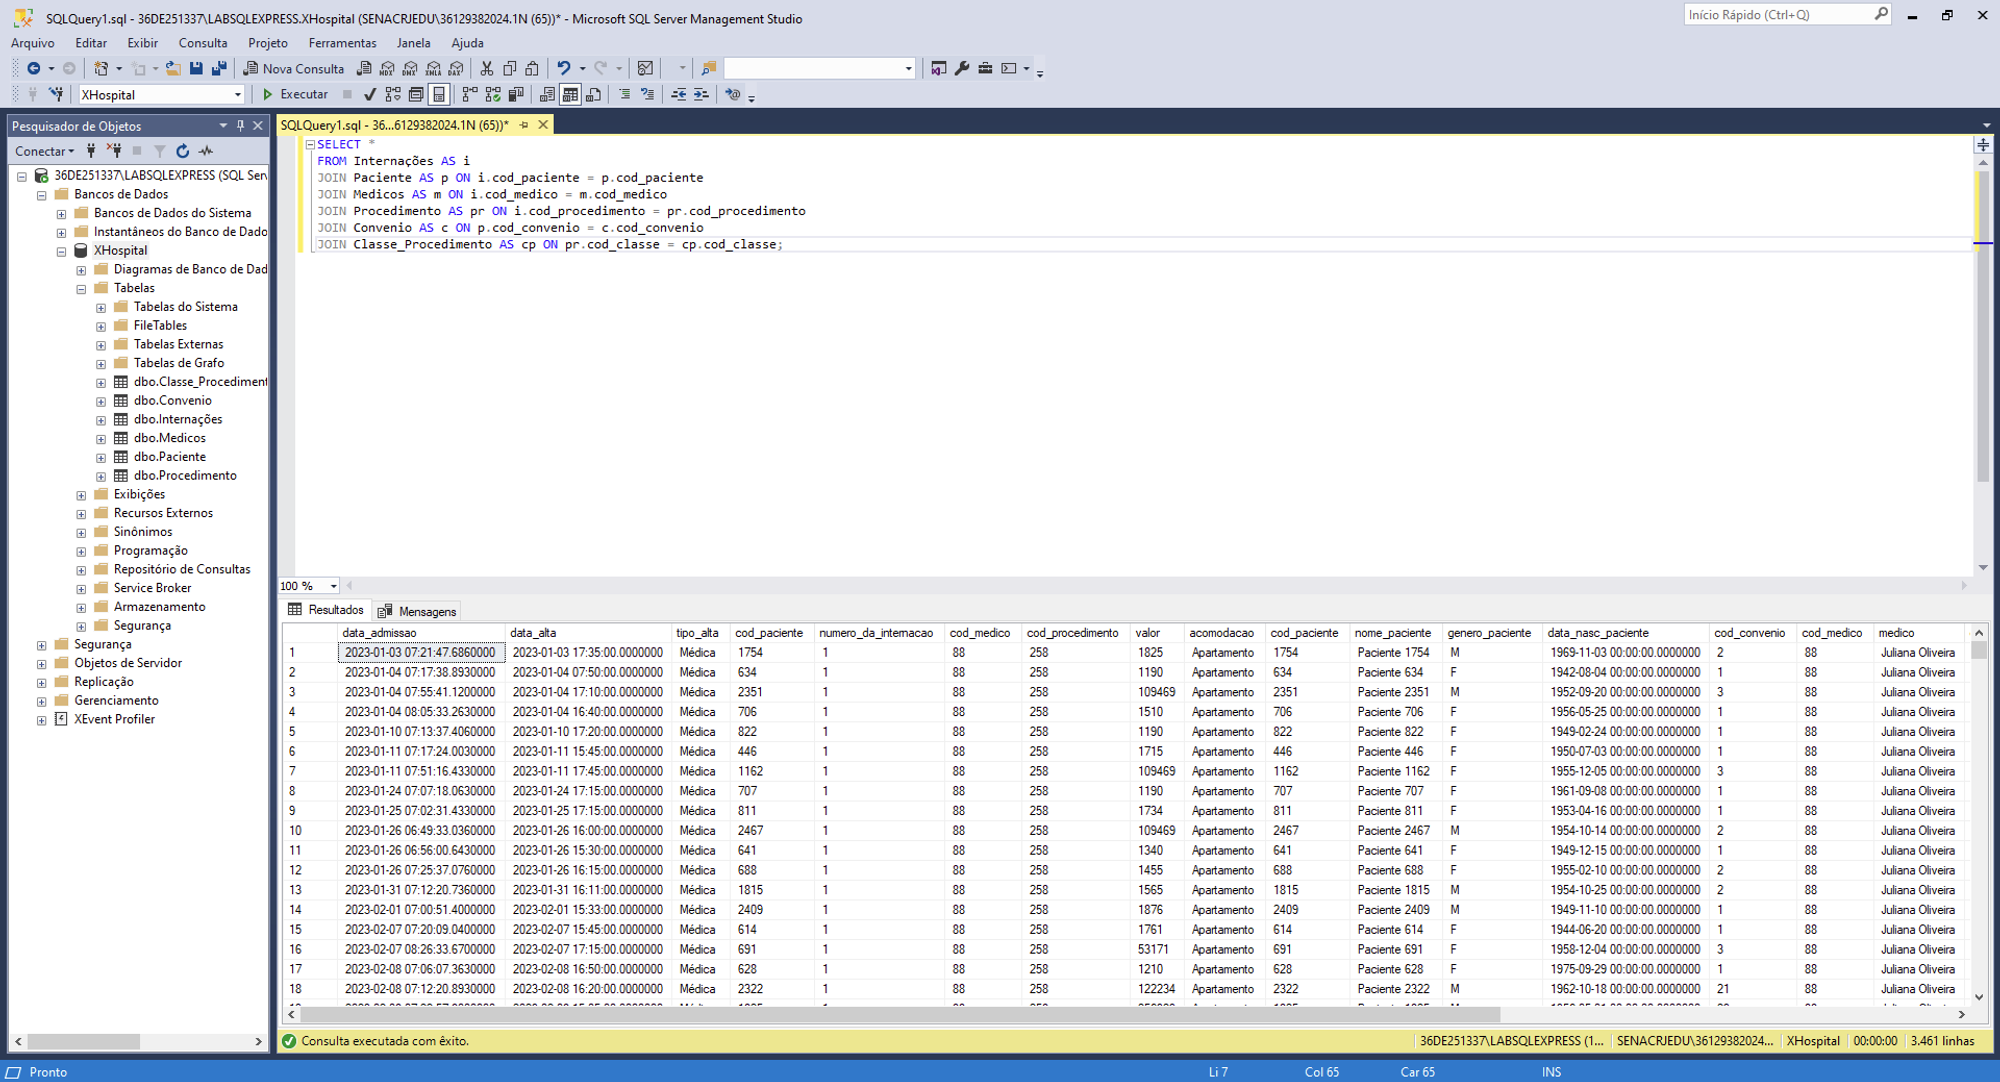 SQLQuery1.sql - 36DE251337\LABSQLEXPRESS.XHospital (SENACRJEDU\36129382024.1N (65))* - Microsoft SQL Server Management Studio
Início Rápido (Ctrl+Q)
Arquivo Editar Exibir Consulta Projeto Ferramentas Janela Ajuda
Nova Consulta
XHospital Executar
Pesquisador de Objetos
Conectar
36DE251337\LABSQLEXPRESS (SQL Ser
Bancos de Dados
Bancos de Dados do Sistema
Instantâneos do Banco de Dado
XHospital
Diagramas de Banco de Dad
Tabelas
Tabelas do Sistema
FileTables
Tabelas Externas
Tabelas de Grafo
dbo.Classe_Procediment
dbo.Convenio
dbo.Internações
dbo.Medicos
dbo.Paciente
dbo.Procedimento
Exibições
Recursos Externos
Sinônimos
Programação
Repositório de Consultas
Service Broker
Armazenamento
Segurança
Segurança
Objetos de Servidor
Replicação
Gerenciamento
XEvent Profiler
SQLQuery1.sql - 36...6129382024.1N (65))*
SELECT *
FROM Internações AS i
JOIN Paciente AS p ON i.cod_paciente = p.cod_paciente
JOIN Medicos AS m ON i.cod_medico = m.cod_medico
JOIN Procedimento AS pr ON i.cod_procedimento = pr.cod_procedimento
JOIN Convenio AS c ON p.cod_convenio = c.cod_convenio
JOIN Classe_Procedimento AS cp ON pr.cod_classe = cp.cod_classe;
100 %
Resultados Mensagens
data_admissao data_alta tipo_alta cod_paciente numero_da_internacao cod_medico cod_procedimento valor acomodacao cod_paciente nome_paciente genero_paciente data_nasc_paciente cod_convenio cod_medico medico
1 2023-01-03 07:21:47.6860000 2023-01-03 17:35:00.0000000 Médica 1754 1 88 258 1825 Apartamento 1754 Paciente 1754 M 1969-11-03 00:00:00.0000000 2 88 Juliana Oliveira
2 2023-01-04 07:17:38.8930000 2023-01-04 07:50:00.0000000 Médica 634 1 88 258 1190 Apartamento 634 Paciente 634 F 1942-08-04 00:00:00.0000000 1 88 Juliana Oliveira
3 2023-01-04 07:55:41.1200000 2023-01-04 17:10:00.0000000 Médica 2351 1 88 258 109469 Apartamento 2351 Paciente 2351 M 1952-09-20 00:00:00.0000000 3 88 Juliana Oliveira
4 2023-01-04 08:05:33.2630000 2023-01-04 16:40:00.0000000 Médica 706 1 88 258 1510 Apartamento 706 Paciente 706 F 1956-05-25 00:00:00.0000000 1 88 Juliana Oliveira
5 2023-01-10 07:13:37.4060000 2023-01-10 17:20:00.0000000 Médica 822 1 88 258 1190 Apartamento 822 Paciente 822 F 1949-02-24 00:00:00.0000000 1 88 Juliana Oliveira
6 2023-01-11 07:17:24.0030000 2023-01-11 15:45:00.0000000 Médica 446 1 88 258 1715 Apartamento 446 Paciente 446 F 1950-07-03 00:00:00.0000000 1 88 Juliana Oliveira
7 2023-01-11 07:51:16.4330000 2023-01-11 17:45:00.0000000 Médica 1162 1 88 258 109469 Apartamento 1162 Paciente 1162 F 1955-12-05 00:00:00.0000000 3 88 Juliana Oliveira
8 2023-01-24 07:07:18.0630000 2023-01-24 17:15:00.0000000 Médica 707 1 88 258 1190 Apartamento 707 Paciente 707 F 1961-09-08 00:00:00.0000000 1 88 Juliana Oliveira
9 2023-01-25 07:02:31.4330000 2023-01-25 17:15:00.0000000 Médica 811 1 88 258 1734 Apartamento 811 Paciente 811 F 1953-04-16 00:00:00.0000000 1 88 Juliana Oliveira
10 2023-01-26 06:49:33.0360000 2023-01-26 16:00:00.0000000 Médica 2467 1 88 258 109469 Apartamento 2467 Paciente 2467 M 1954-10-14 00:00:00.0000000 2 88 Juliana Oliveira
11 2023-01-26 06:56:00.6430000 2023-01-26 15:30:00.0000000 Médica 641 1 88 258 1340 Apartamento 641 Paciente 641 F 1949-12-15 00:00:00.0000000 1 88 Juliana Oliveira
12 2023-01-26 07:25:37.0760000 2023-01-26 16:15:00.0000000 Médica 688 1 88 258 1455 Apartamento 688 Paciente 688 F 1955-02-10 00:00:00.0000000 2 88 Juliana Oliveira
13 2023-01-31 07:12:20.7360000 2023-01-31 16:11:00.0000000 Médica 1815 1 88 258 1565 Apartamento 1815 Paciente 1815 M 1954-10-25 00:00:00.0000000 2 88 Juliana Oliveira
14 2023-02-01 07:00:51.4000000 2023-02-01 15:33:00.0000000 Médica 2409 1 88 258 1876 Apartamento 2409 Paciente 2409 M 1949-11-10 00:00:00.0000000 1 88 Juliana Oliveira
15 2023-02-07 07:20:09.0400000 2023-02-07 15:45:00.0000000 Médica 614 1 88 258 1761 Apartamento 614 Paciente 614 F 1944-06-20 00:00:00.0000000 1 88 Juliana Oliveira
16 2023-02-07 08:26:33.6700000 2023-02-07 17:15:00.0000000 Médica 691 1 88 258 53171 Apartamento 691 Paciente 691 F 1958-12-04 00:00:00.0000000 3 88 Juliana Oliveira
17 2023-02-08 07:06:07.3630000 2023-02-08 16:50:00.0000000 Médica 628 1 88 258 1210 Apartamento 628 Paciente 628 F 1975-09-29 00:00:00.0000000 1 88 Juliana Oliveira
18 2023-02-08 07:12:20.8930000 2023-02-08 16:20:00.0000000 Médica 2322 1 88 258 122234 Apartamento 2322 Paciente 2322 M 1962-10-18 00:00:00.0000000 21 88 Juliana Oliveira
Consulta executada com êxito. 36DE251337\LABSQLEXPRESS (1... SENACRJEDU\36129382024... XHospital 00:00:00 3.461 linhas
Pronto Li 7 Col 65 Car 65 INS